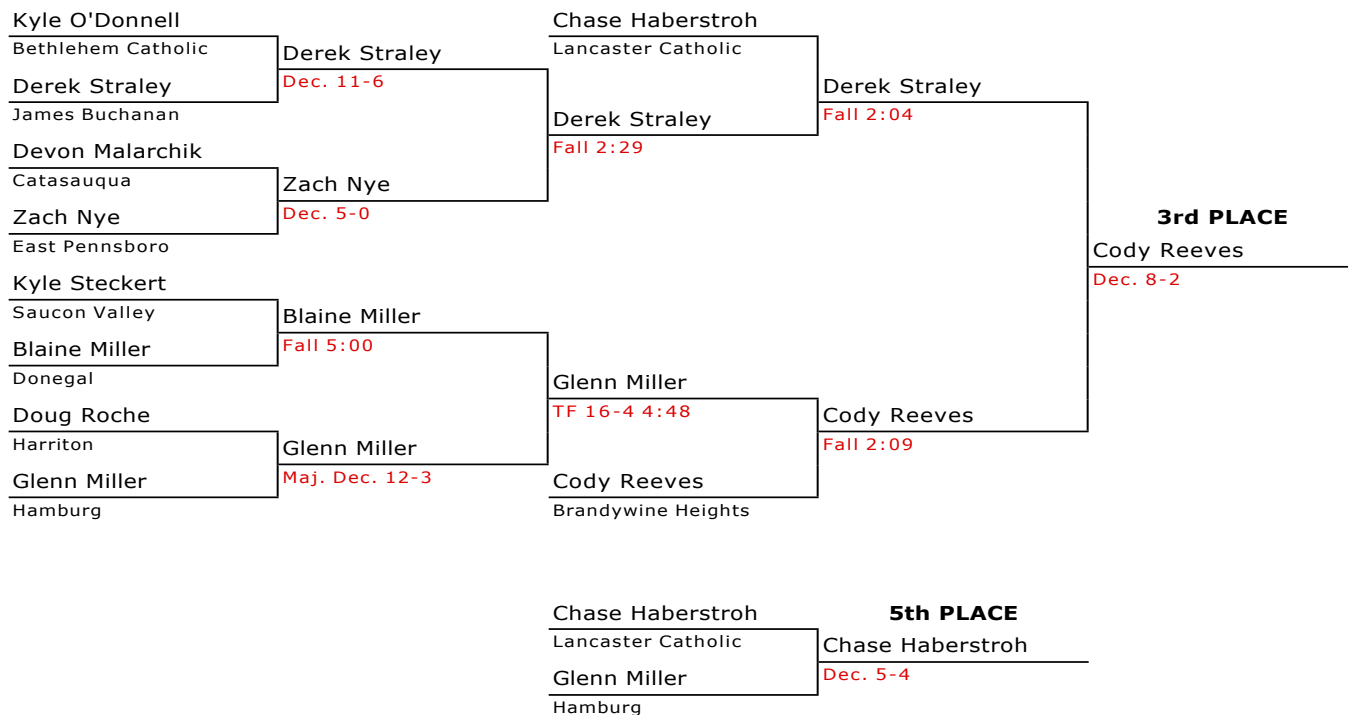 Kyle O'Donnell
Bethlehem Catholic
Derek Straley
James Buchanan
Devon Malarchik
Catasauqua
Zach Nye
East Pennsboro
Kyle Steckert
Saucon Valley
Blaine Miller
Donegal
Doug Roche
Harriton
Glenn Miller
Hamburg
Derek Straley
Dec. 11-6
Zach Nye
Dec. 5-0
Blaine Miller
Fall 5:00
Glenn Miller
Maj. Dec. 12-3
Chase Haberstroh
Lancaster Catholic
Derek Straley
Fall 2:29
Glenn Miller
TF 16-4 4:48
Cody Reeves
Brandywine Heights
Derek Straley
Fall 2:04
Cody Reeves
Fall 2:09
3rd PLACE
Cody Reeves
Dec. 8-2
Chase Haberstroh
Lancaster Catholic
Glenn Miller
Hamburg
5th PLACE
Chase Haberstroh
Dec. 5-4